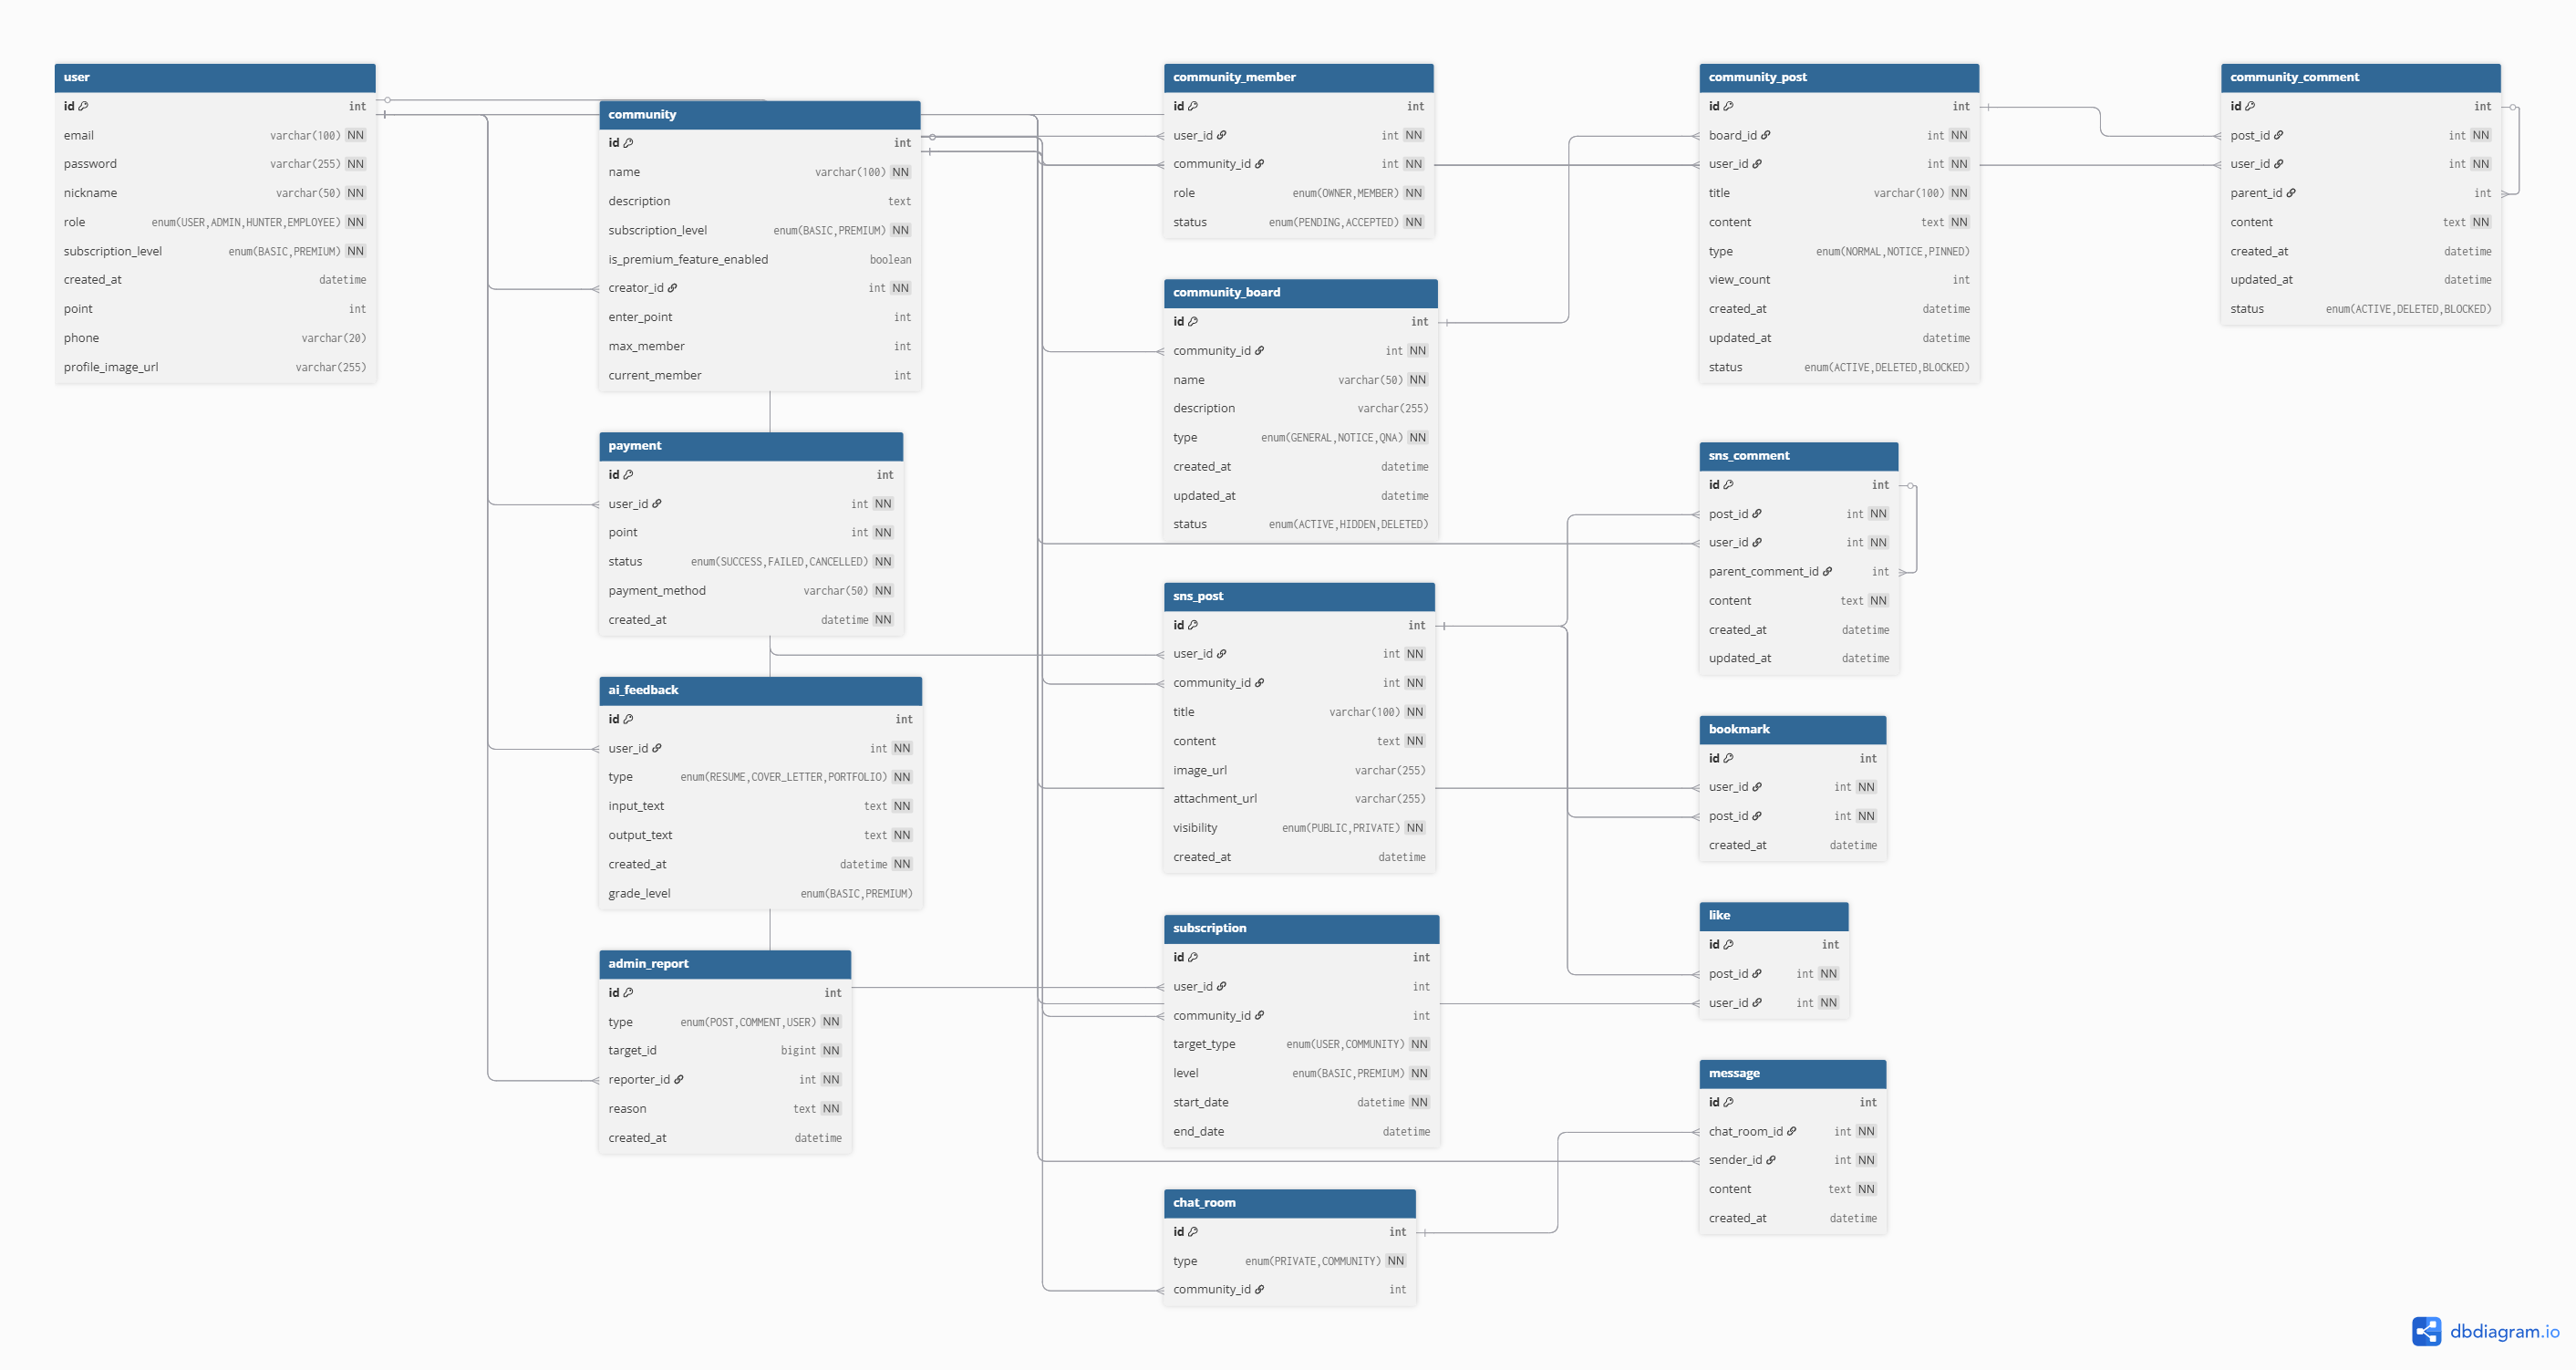 user
id int
email varchar(100) NN
password varchar(255) NN
nickname varchar(50) NN
role enum(USER,ADMIN,HUNTER,EMPLOYEE) NN
subscription_level enum(BASIC,PREMIUM) NN
created_at datetime
point int
phone varchar(20)
profile_image_url varchar(255)
community
id int
name varchar(100) NN
description text
subscription_level enum(BASIC,PREMIUM) NN
is_premium_feature_enabled boolean
creator_id int NN
enter_point int
max_member int
current_member int
payment
id int
user_id int NN
point int NN
status enum(SUCCESS,FAILED,CANCELLED) NN
payment_method varchar(50) NN
created_at datetime NN
ai_feedback
id int
user_id int NN
type enum(RESUME,COVER_LETTER,PORTFOLIO) NN
input_text text NN
output_text text NN
created_at datetime NN
grade_level enum(BASIC,PREMIUM)
admin_report
id int
type enum(POST,COMMENT,USER) NN
target_id bigint NN
reporter_id int NN
reason text NN
created_at datetime
community_member
id int
user_id int NN
community_id int NN
role enum(OWNER,MEMBER) NN
status enum(PENDING,ACCEPTED) NN
community_board
id int
community_id int NN
name varchar(50) NN
description varchar(255)
type enum(GENERAL,NOTICE,QNA) NN
created_at datetime
updated_at datetime
status enum(ACTIVE,HIDDEN,DELETED)
sns_post
id int
user_id int NN
community_id int NN
title varchar(100) NN
content text NN
image_url varchar(255)
attachment_url varchar(255)
visibility enum(PUBLIC,PRIVATE) NN
created_at datetime
subscription
id int
user_id int
community_id int
target_type enum(USER,COMMUNITY) NN
level enum(BASIC,PREMIUM) NN
start_date datetime NN
end_date datetime
chat_room
id int
type enum(PRIVATE,COMMUNITY) NN
community_id int
community_post
id int
board_id int NN
user_id int NN
title varchar(100) NN
content text NN
type enum(NORMAL,NOTICE,PINNED)
view_count int
created_at datetime
updated_at datetime
status enum(ACTIVE,DELETED,BLOCKED)
sns_comment
id int
post_id int NN
user_id int NN
parent_comment_id int
content text NN
created_at datetime
updated_at datetime
bookmark
id int
user_id int NN
post_id int NN
created_at datetime
like
id int
post_id int NN
user_id int NN
message
id int
chat_room_id int NN
sender_id int NN
content text NN
created_at datetime
community_comment
id int
post_id int NN
user_id int NN
parent_id int
content text NN
created_at datetime
updated_at datetime
status enum(ACTIVE,DELETED,BLOCKED)
dbdiagram.io